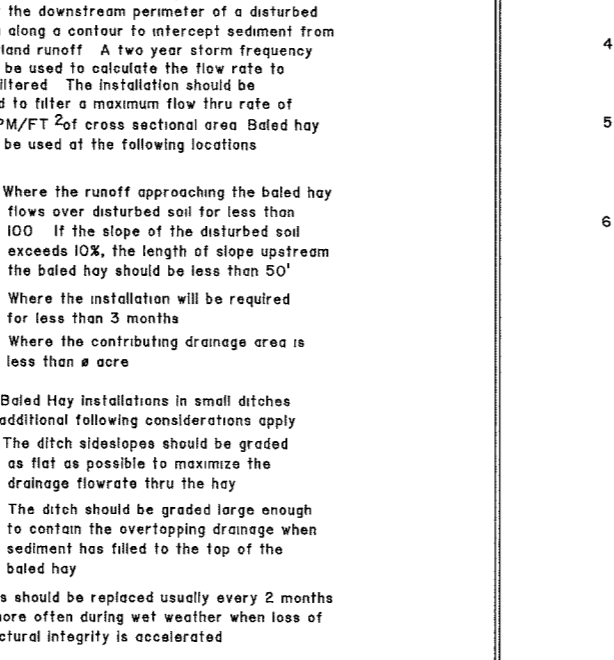 the downstream perimeter of a disturbed
along a contour to intercept sediment from
land runoff A two year storm frequency
be used to calculate the flow rate to
iltered The installation should be
d to filter a maximum flow thru rate of
PM/FT 2of cross sectional area Baled hay
be used at the following locations
Where the runoff approaching the baled hay
flows over disturbed soil for less than
100 If the slope of the disturbed soil
exceeds 10%, the length of slope upstream
the baled hay should be less than 50'
Where the installation will be required
for less than 3 months
Where the contributing drainage area is
less than ø acre
Baled Hay installations in small ditches
additional following considerations apply
The ditch sideslopes should be graded
as flat as possible to maximize the
drainage flowrate thru the hay
The ditch should be graded large enough
to contain the overtopping drainage when
sediment has filled to the top of the
baled hay
s should be replaced usually every 2 months
more often during wet weather when loss of
ctural integrity is accelerated
4
5
6